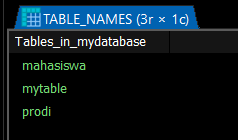 TABLE_NAMES (3r × 1c)
Tables_in_mydatabase
mahasiswa
mytable
prodi